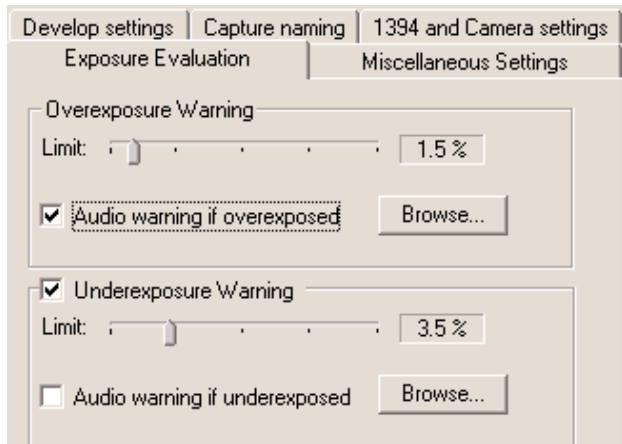 Develop settings Capture naming 1394 and Camera settings
Exposure Evaluation Miscellaneous Settings
Overexposure Warning
Limit: 1.5 %
Audio warning if overexposed Browse...
Underexposure Warning
Limit: 3.5 %
Audio warning if underexposed Browse...